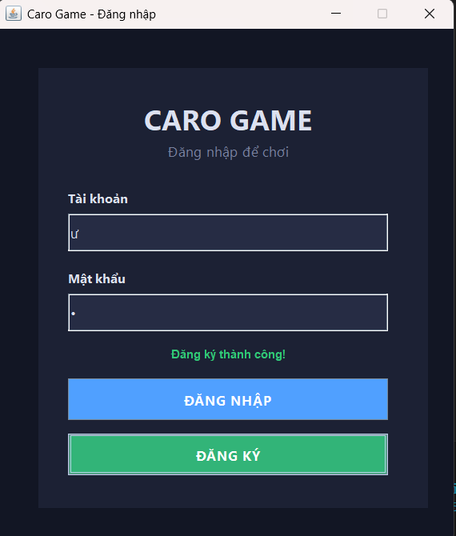 Caro Game - Đăng nhập
CARO GAME
Đăng nhập để chơi
Tài khoản
ư
Mật khẩu
•
Đăng ký thành công!
ĐĂNG NHẬP
ĐĂNG KÝ